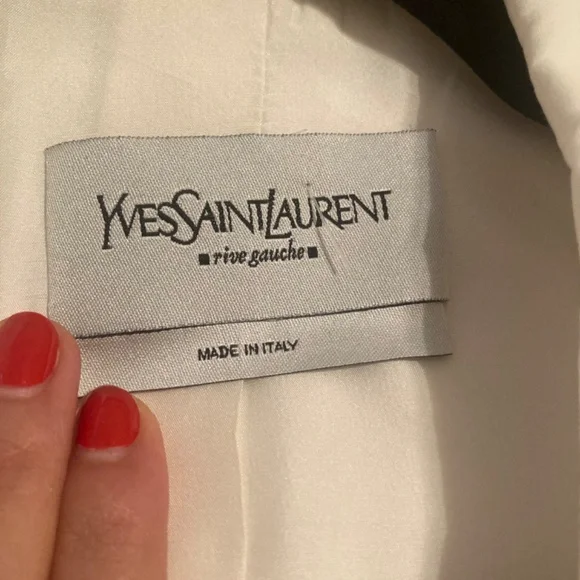 YVESSAINTLAURENT
rive gauche
MADE IN ITALY